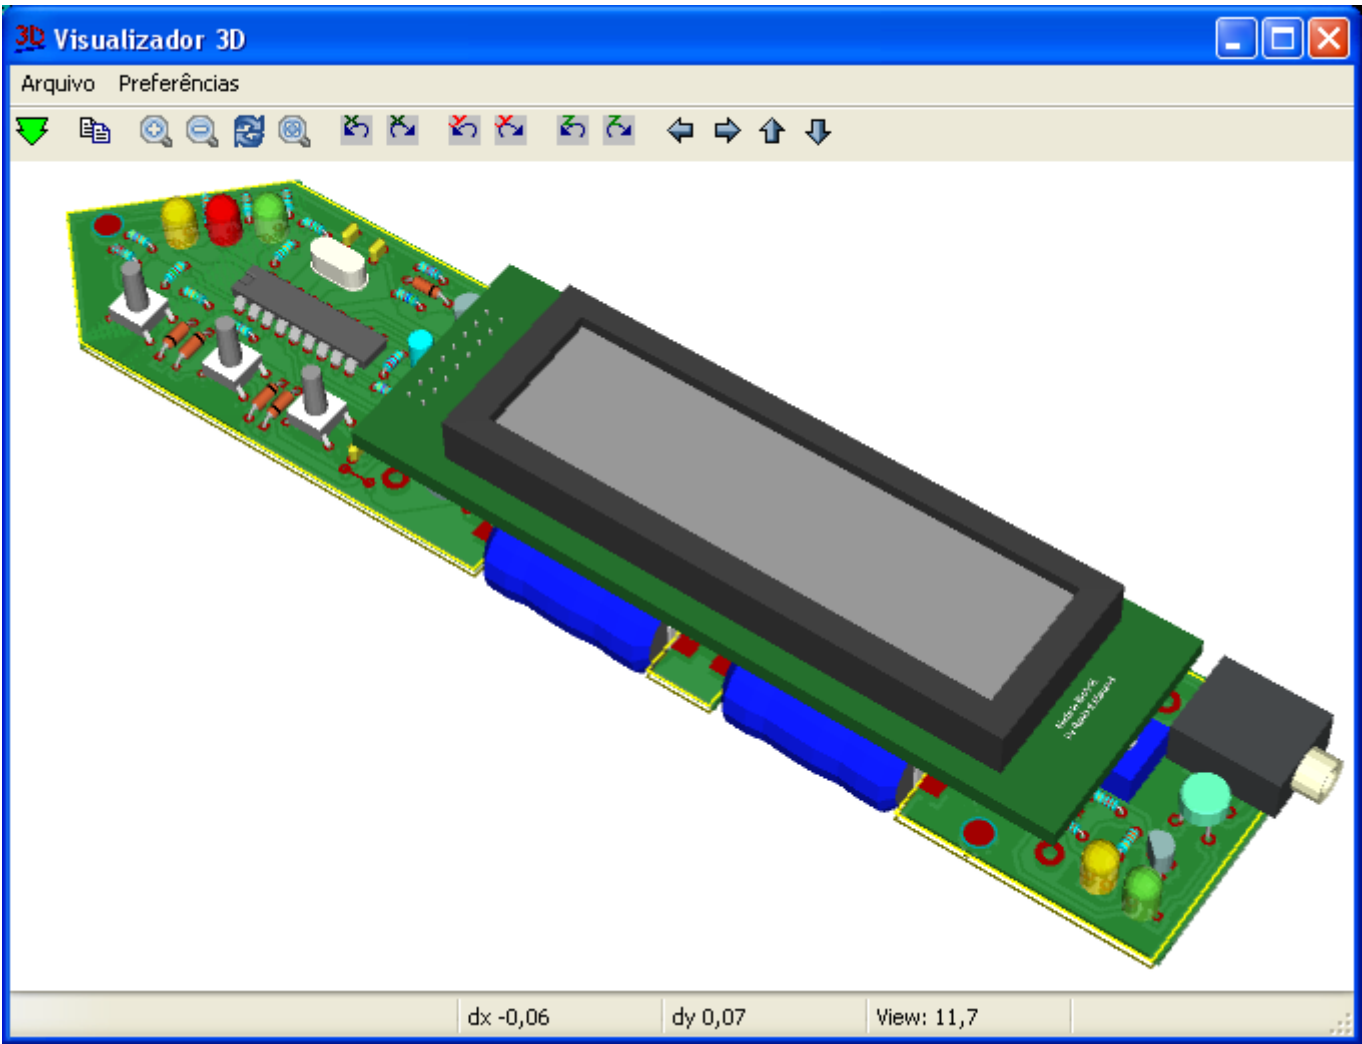 3D Visualizador 3D
Arquivo Preferências
X X Y Y Z Z
dx -0,06 dy 0,07 View: 11,7